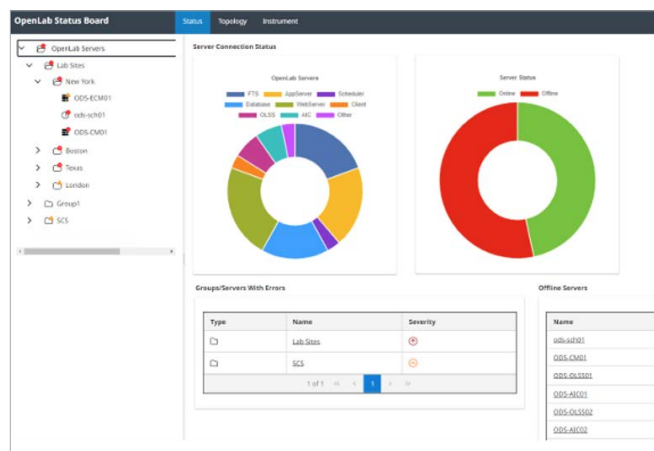 OpenLab Status Board
Status Topology Instrument
OpenLab Servers
Lab Sites
New York
ODS-ECM01
ods-sch01
ODS-CM01
Boston
Texas
London
Group1
SCS
Server Connection Status
OpenLab Servers
FTS AppServer Scheduler
Database WebServer Client
OLSS AIC Other
Server Status
Online Offline
Groups/Servers With Errors
Type Name Severity
Lab Sites
SCS
1 of 1 « ‹ 1 › »
Offline Servers
Name
ods-sch01
ODS-CM01
ODS-OLSS01
ODS-AIC01
ODS-OLSS02
ODS-AIC02